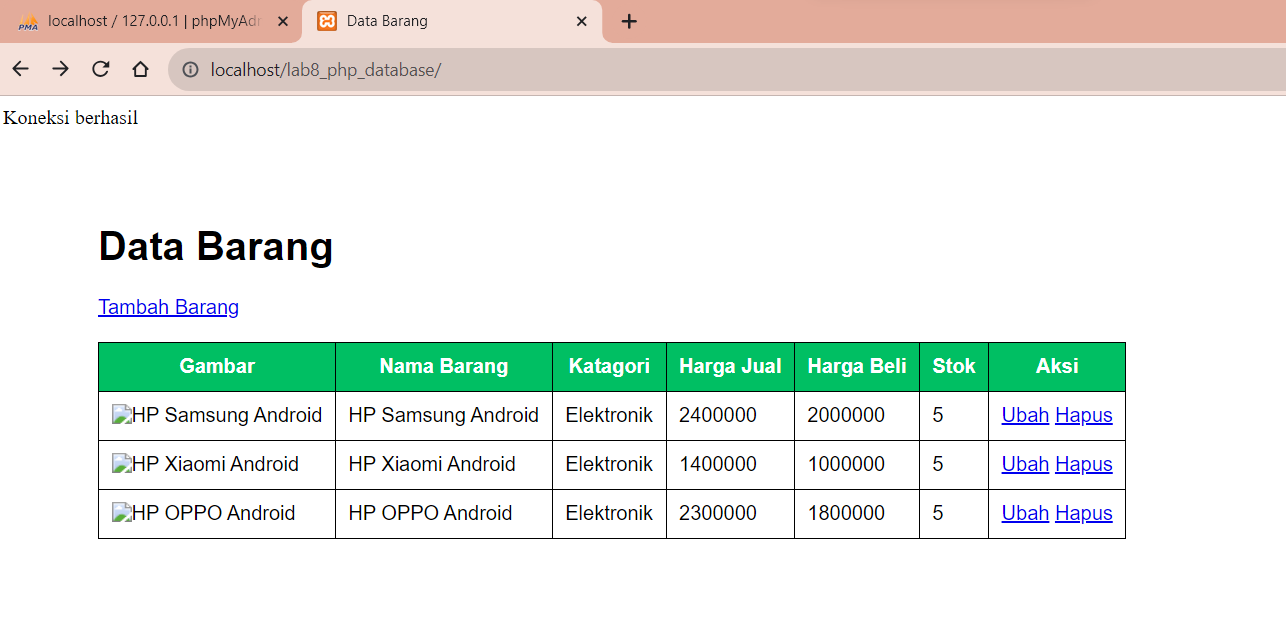 localhost / 127.0.0.1 | phpMyAdr
Data Barang
localhost/lab8_php_database/
Koneksi berhasil
Data Barang
Tambah Barang
Gambar Nama Barang Katagori Harga Jual Harga Beli Stok Aksi
HP Samsung Android HP Samsung Android Elektronik 2400000 2000000 5 Ubah Hapus
HP Xiaomi Android HP Xiaomi Android Elektronik 1400000 1000000 5 Ubah Hapus
HP OPPO Android HP OPPO Android Elektronik 2300000 1800000 5 Ubah Hapus